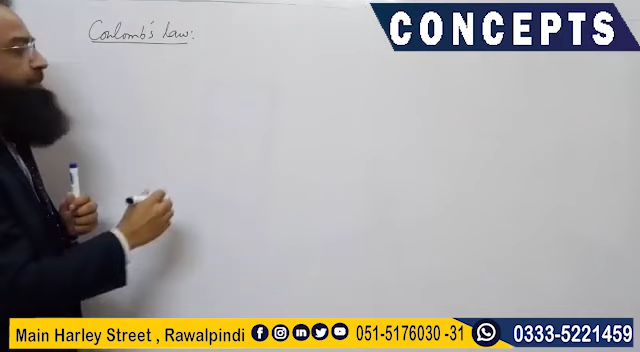 Coulomb's Law:
CONCEPTS
Main Harley Street , Rawalpindi 051-5176030 -31 0333-5221459